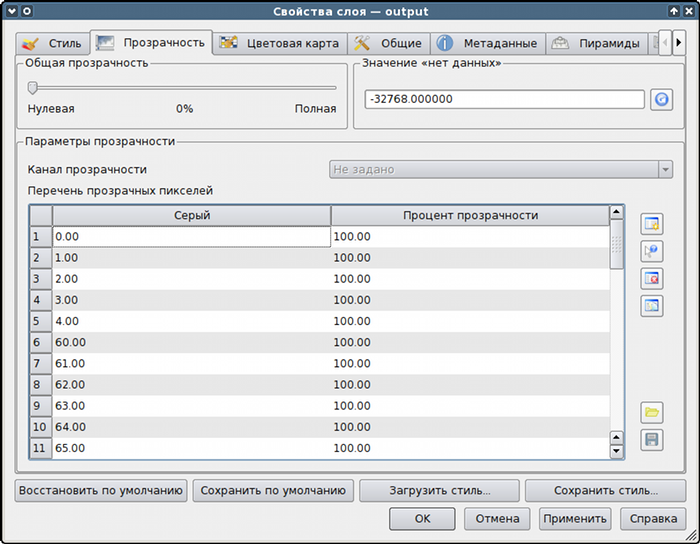 Свойства слоя — output
Стиль Прозрачность Цветовая карта Общие Метаданные Пирамиды
Общая прозрачность
Нулевая 0% Полная
Значение «нет данных»
-32768.000000
Параметры прозрачности
Канал прозрачности Не задано
Перечень прозрачных пикселей
Серый Процент прозрачности
1 0.00 100.00
2 1.00 100.00
3 2.00 100.00
4 3.00 100.00
5 4.00 100.00
6 60.00 100.00
7 61.00 100.00
8 62.00 100.00
9 63.00 100.00
10 64.00 100.00
11 65.00 100.00
Восстановить по умолчанию Сохранить по умолчанию Загрузить стиль... Сохранить стиль...
OK Отмена Применить Справка